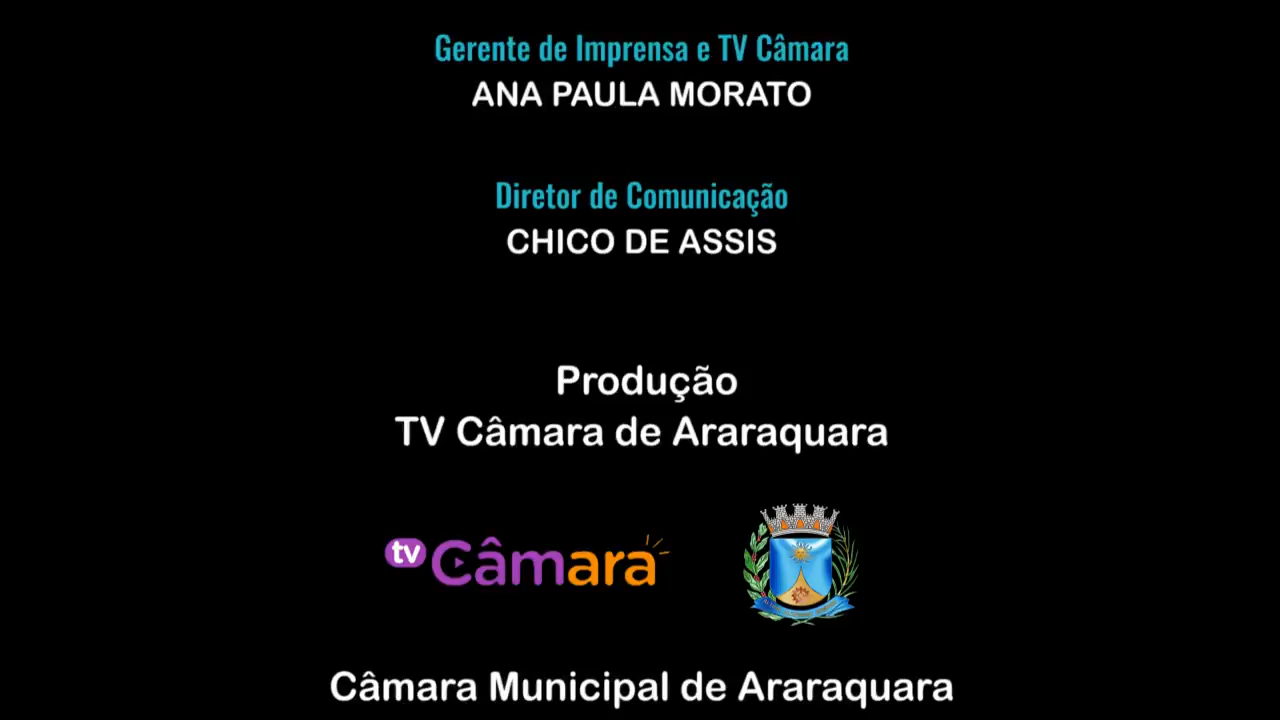 Gerente de Imprensa e TV Câmara
ANA PAULA MORATO
Diretor de Comunicação
CHICO DE ASSIS
Produção
TV Câmara de Araraquara
tv Câmara
Câmara Municipal de Araraquara